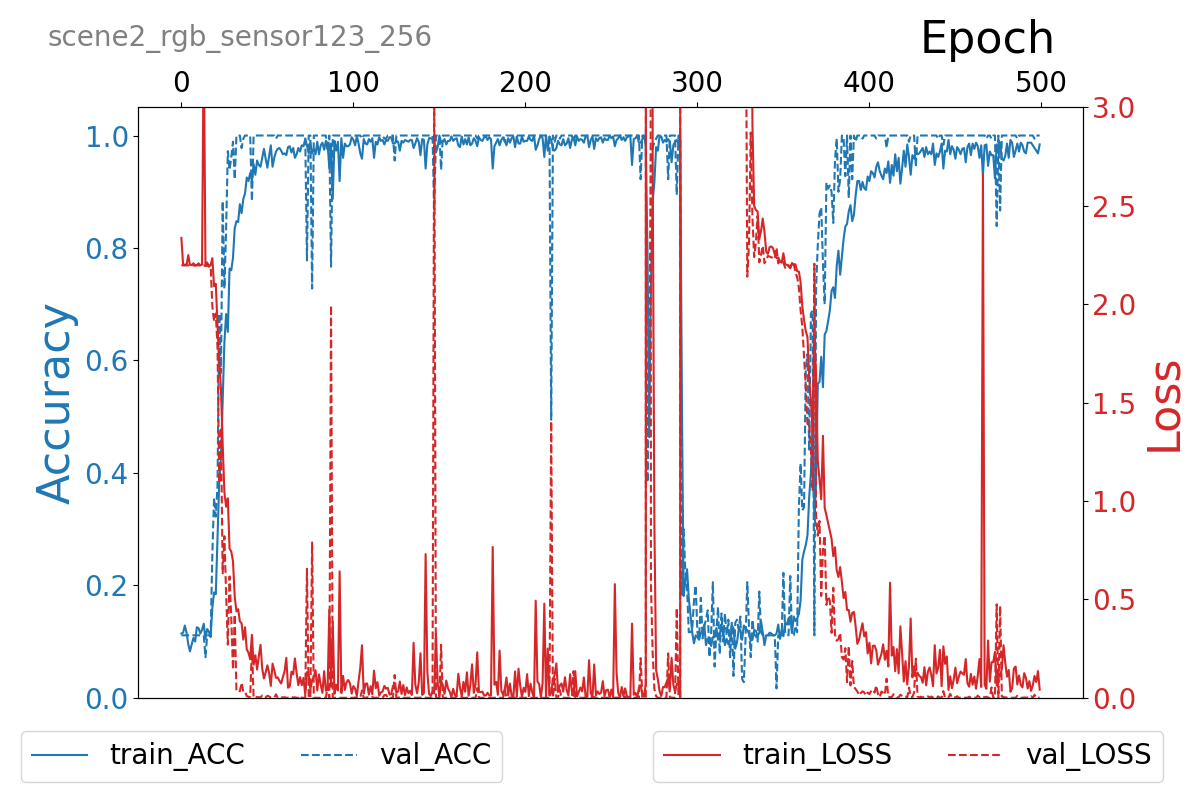 scene2_rgb_sensor123_256
Epoch
0 100 200 300 400 500
1.0
0.8
0.6
0.4
0.2
0.0
Accuracy
3.0
2.5
2.0
1.5
1.0
0.5
0.0
Loss
train_ACC val_ACC
train_LOSS val_LOSS